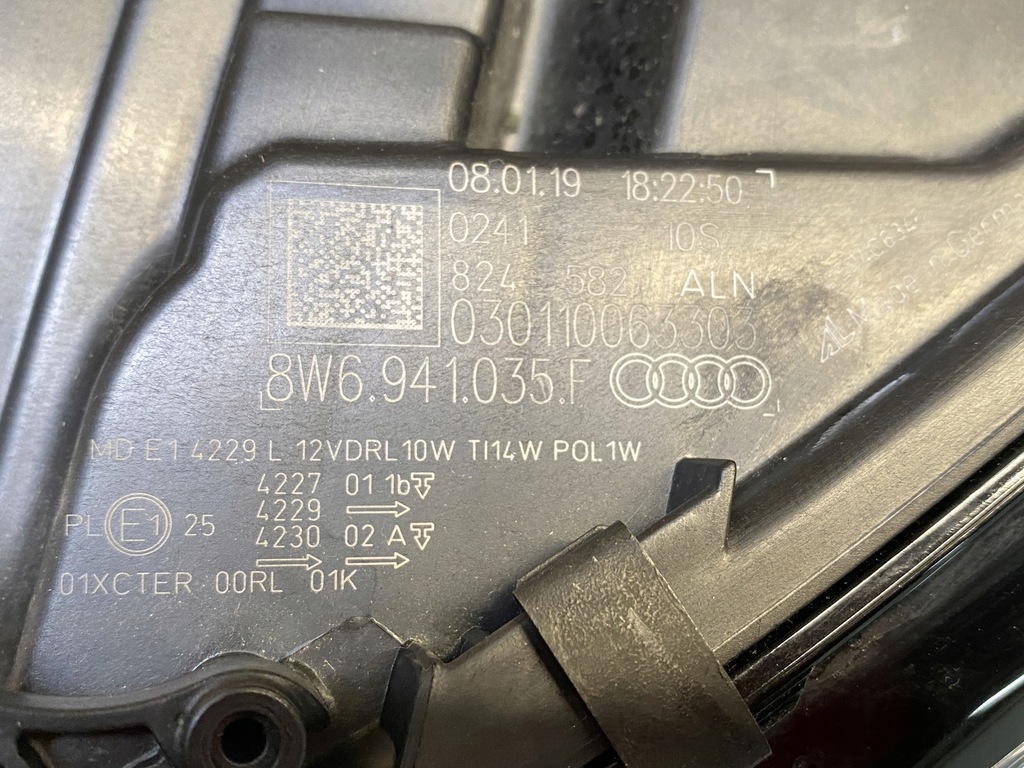 08.01.19 18:22:50
0241 IOS
824 582 ALN
030110063303
8W6.941.035.F
MD E1 4229 L 12VDRL10W TI14W POL1W
4227 01 1b
4229
PL E1 25
4230 02 A
01XCTER 00RL 01K